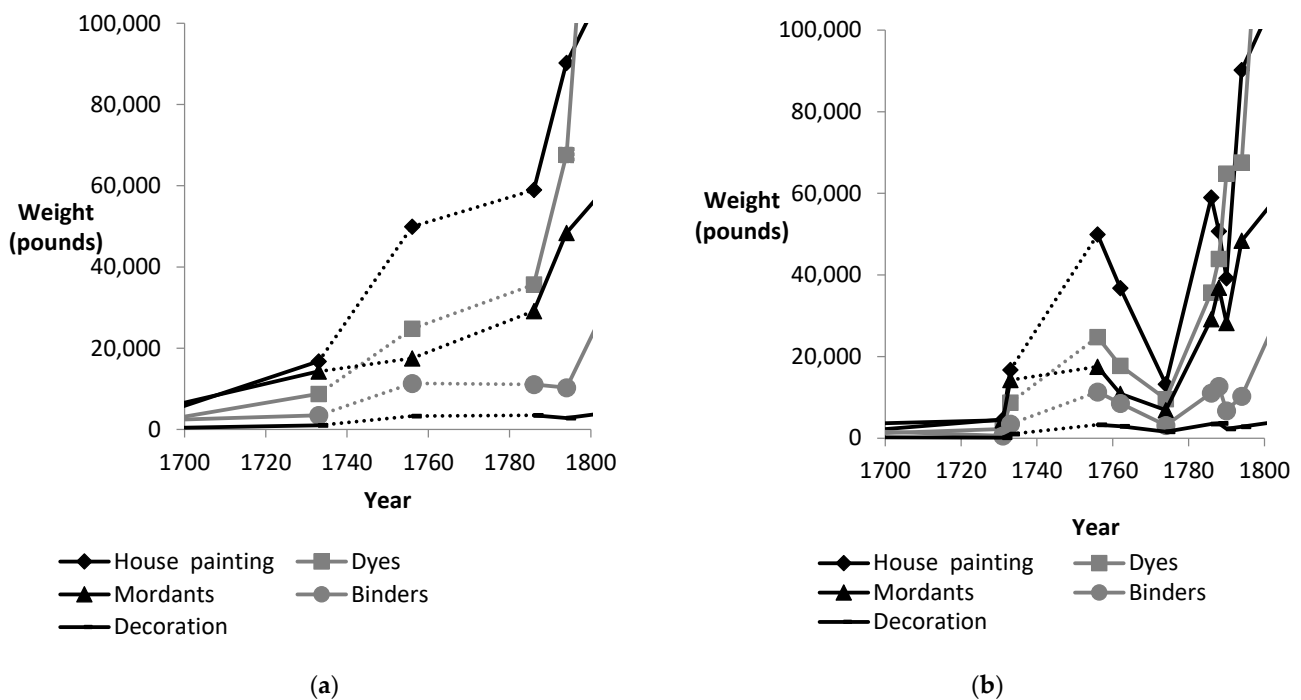 100,000
80,000
60,000
Weight
(pounds)
40,000
20,000
0
1700 1720 1740 1760 1780 1800
Year
House painting Dyes
Mordants Binders
Decoration
(a)
100,000
80,000
60,000
Weight
(pounds)
40,000
20,000
0
1700 1720 1740 1760 1780 1800
Year
House painting Dyes
Mordants Binders
Decoration
(b)